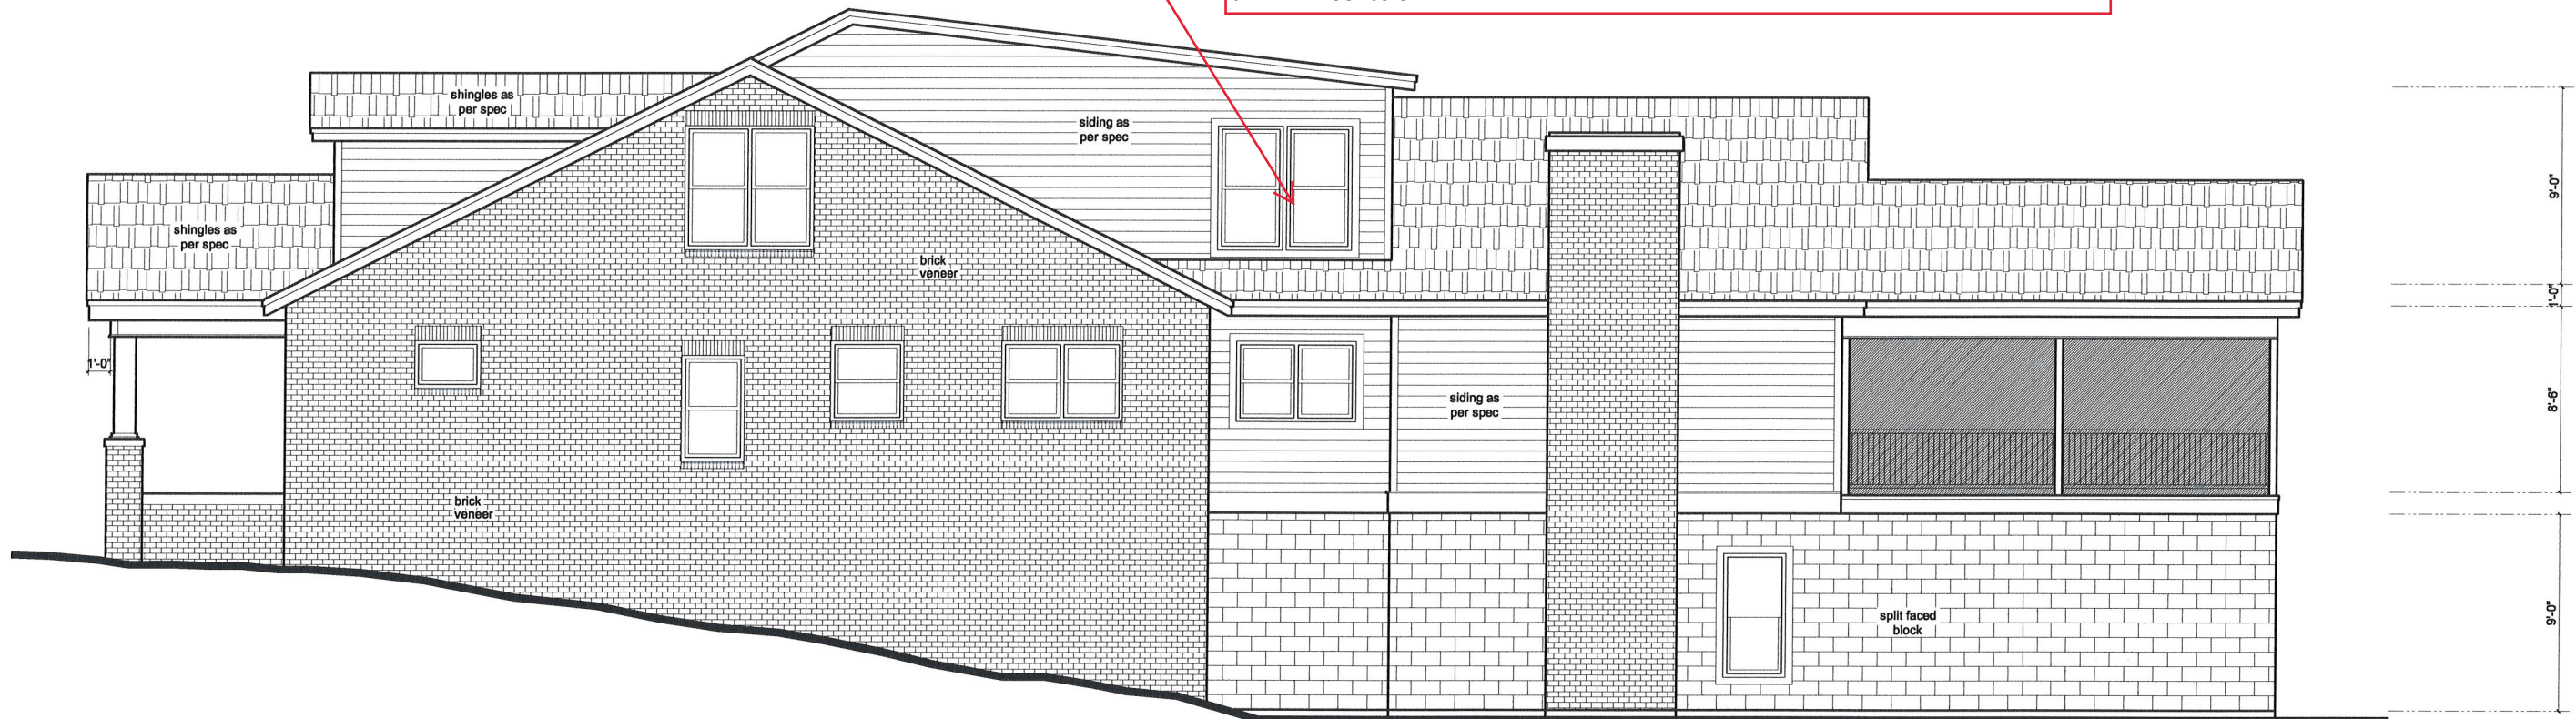 shingles as
per spec
siding as
per spec
shingles as
per spec
brick
veneer
siding as
per spec
brick
veneer
split faced
block
1'-0"
9'-0"
1'-0"
8'-6"
9'-0"